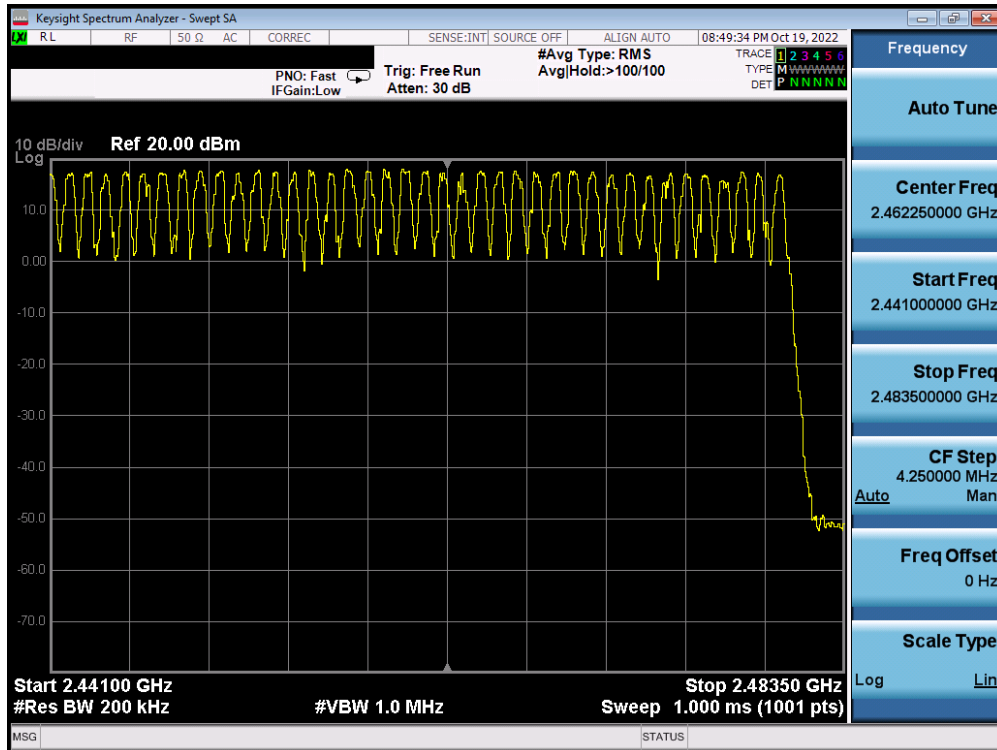 Keysight Spectrum Analyzer - Swept SA
LXI RL RF 50 Ω AC CORREC SENSE:INT SOURCE OFF ALIGN AUTO 08:49:34 PM Oct 19, 2022
PNO: Fast
IFGain:Low
Trig: Free Run
Atten: 30 dB
#Avg Type: RMS
Avg|Hold:>100/100
TRACE 1 2 3 4 5 6
TYPE M W W W W W
DET P N N N N N
10 dB/div Ref 20.00 dBm
Log
10.0
0.00
-10.0
-20.0
-30.0
-40.0
-50.0
-60.0
-70.0
Start 2.44100 GHz Stop 2.48350 GHz
#Res BW 200 kHz #VBW 1.0 MHz Sweep 1.000 ms (1001 pts)
MSG STATUS
Frequency
Auto Tune
Center Freq
2.462250000 GHz
Start Freq
2.441000000 GHz
Stop Freq
2.483500000 GHz
CF Step
4.250000 MHz
Auto Man
Freq Offset
0 Hz
Scale Type
Log Lin